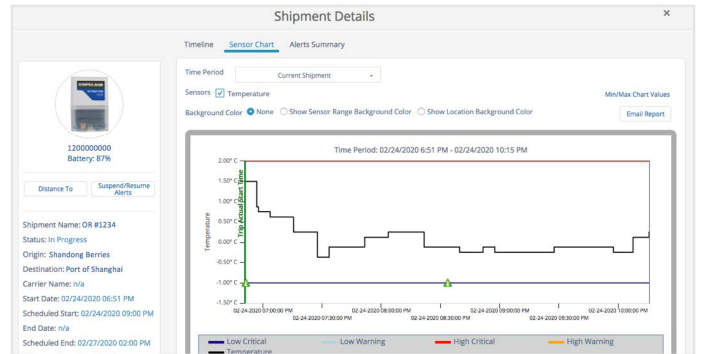 Shipment Details
×
Timeline Sensor Chart Alerts Summary
Time Period Current Shipment
Sensors Temperature
Min/Max Chart Values
Background Color None Show Sensor Range Background Color Show Location Background Color
Email Report
1200000000
Battery: 87%
Distance To
Suspend/Resume
Alerts
Shipment Name: OR #1234
Status: In Progress
Origin: Shandong Berries
Destination: Port of Shanghai
Carrier Name: n/a
Start Date: 02/24/2020 06:51 PM
Scheduled Start: 02/24/2020 09:00 PM
End Date: n/a
Scheduled End: 02/27/2020 02:00 PM
Time Period: 02/24/2020 6:51 PM - 02/24/2020 10:15 PM
Temperature
2.00° C
1.50° C
1.00° C
0.50° C
0.00° C
-0.50° C
-1.00° C
-1.50° C
Trip Actual Start Time
02-24-2020 07:00:00 PM
02-24-2020 07:30:00 PM
02-24-2020 08:00:00 PM
02-24-2020 08:30:00 PM
02-24-2020 09:00:00 PM
02-24-2020 09:30:00 PM
02-24-2020 10:00:00 PM
Low Critical Low Warning High Critical High Warning
Temperature